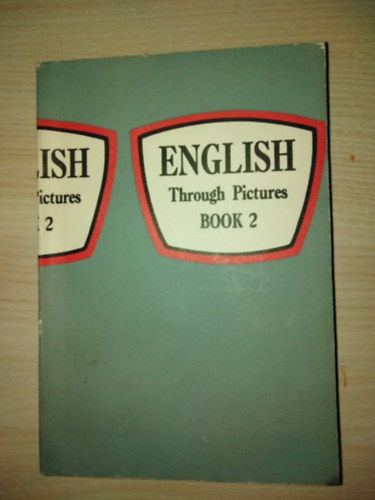 LISH
Pictures
2
ENGLISH
Through Pictures
BOOK 2